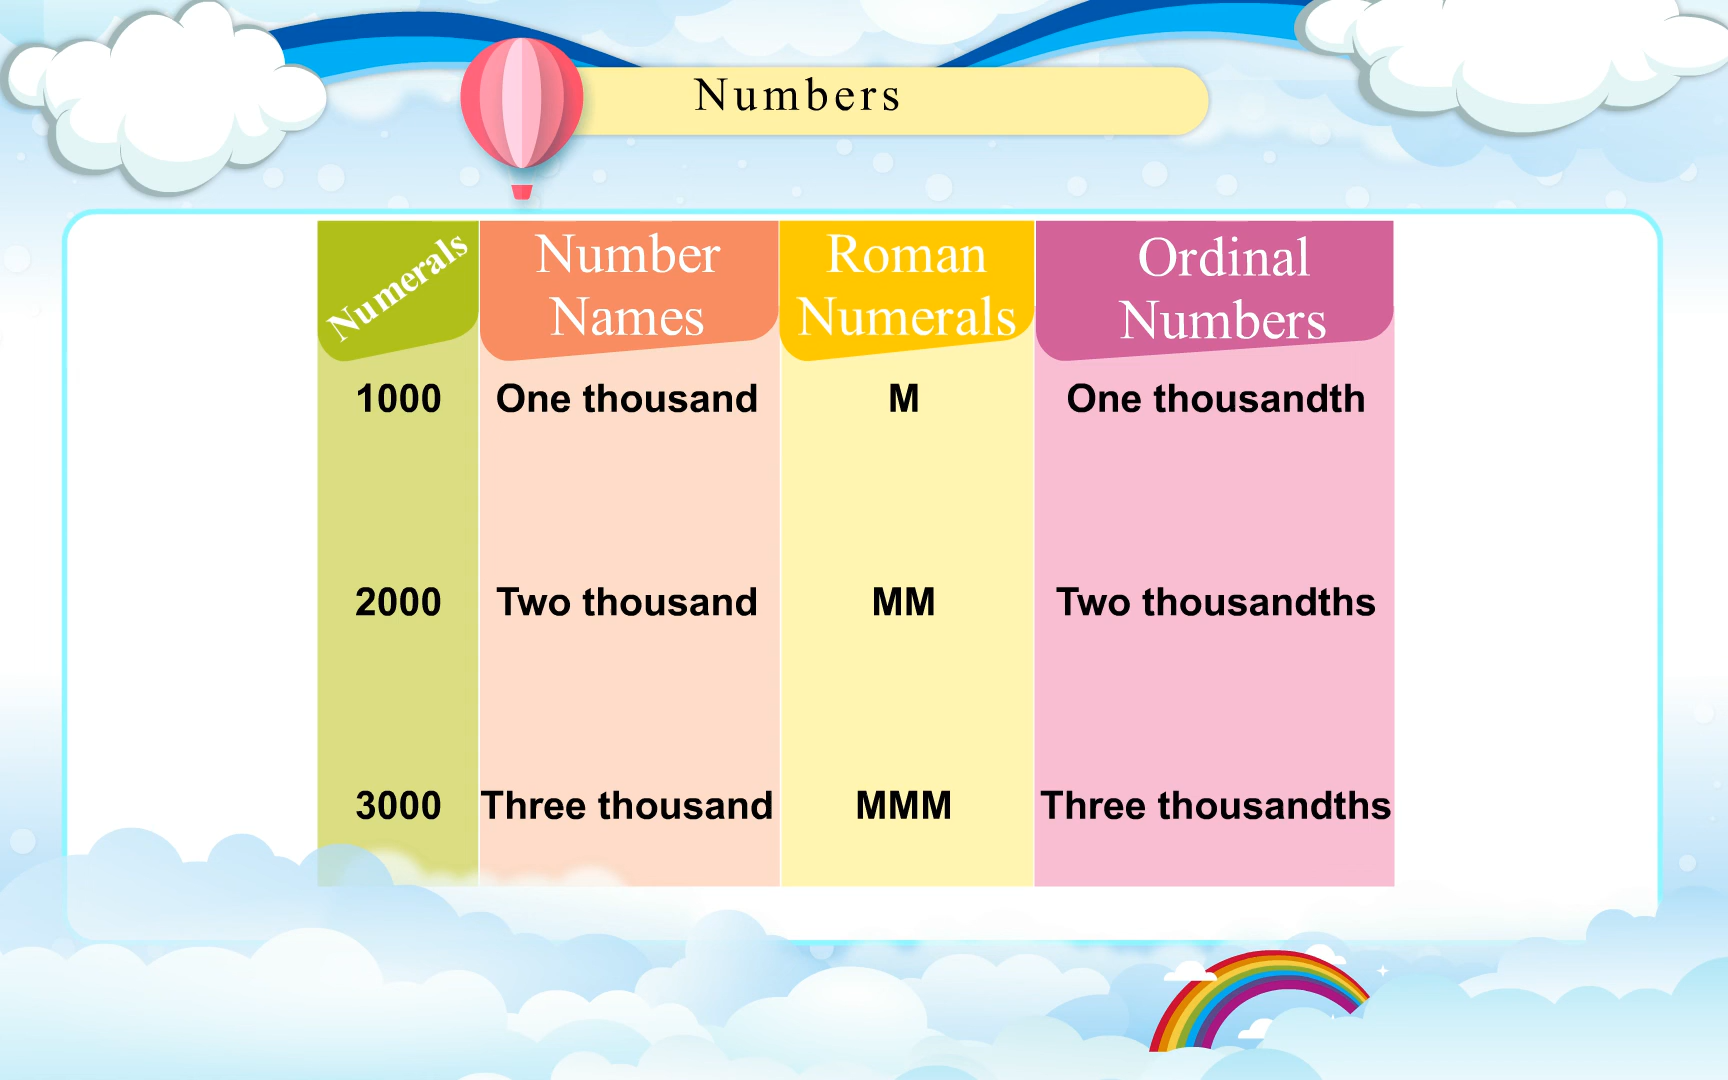 Numbers
Numerals
Number
Names
Roman
Numerals
Ordinal
Numbers
1000 One thousand M One thousandth
2000 Two thousand MM Two thousandths
3000 Three thousand MMM Three thousandths